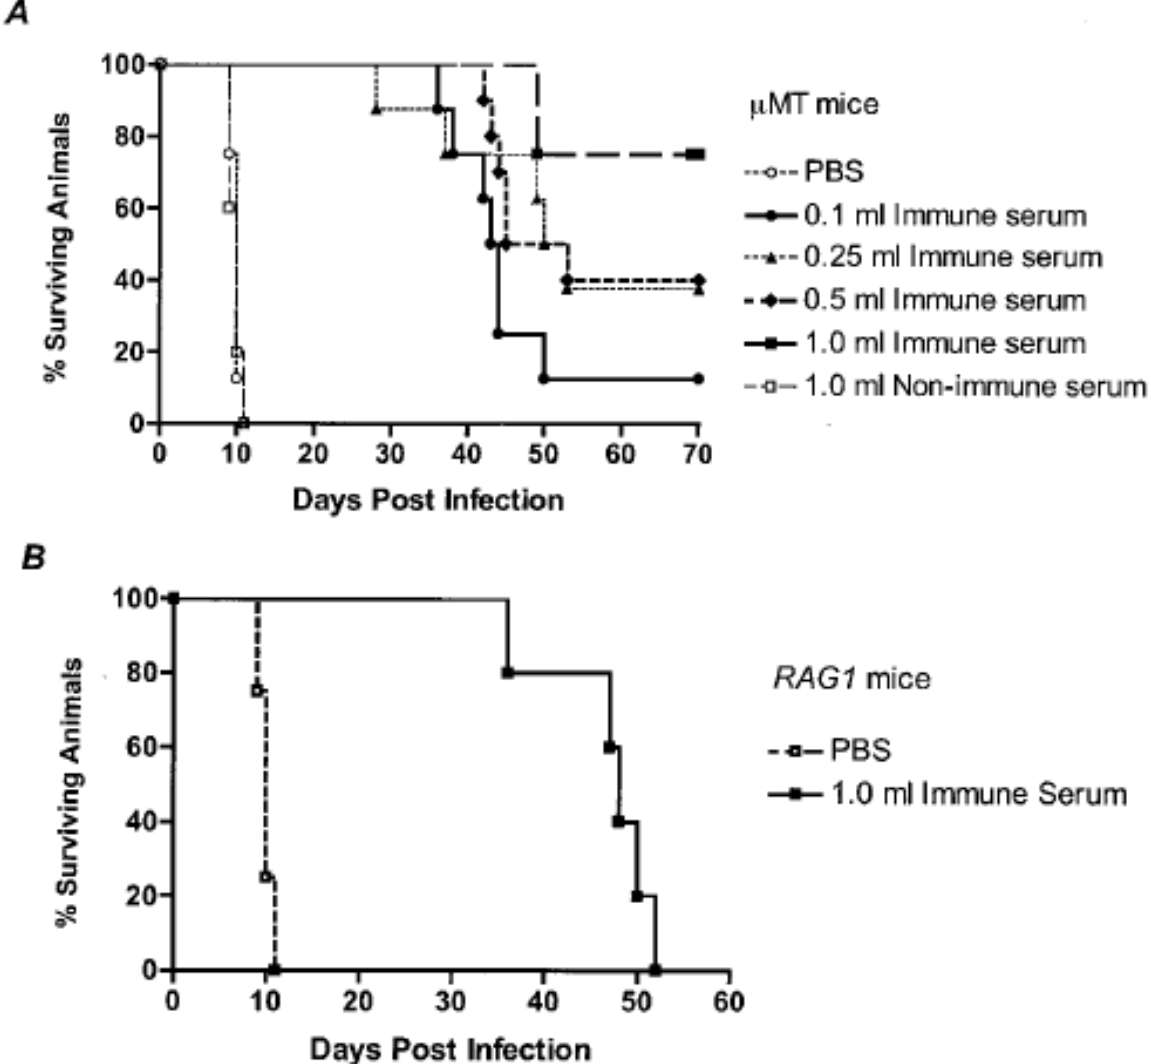 A
100
80
60
40
20
0
% Surviving Animals
0 10 20 30 40 50 60 70
Days Post Infection
μMT mice
PBS
0.1 ml Immune serum
0.25 ml Immune serum
0.5 ml Immune serum
1.0 ml Immune serum
1.0 ml Non-immune serum
B
100
80
60
40
20
0
% Surviving Animals
0 10 20 30 40 50 60
Days Post Infection
RAG1 mice
PBS
1.0 ml Immune Serum